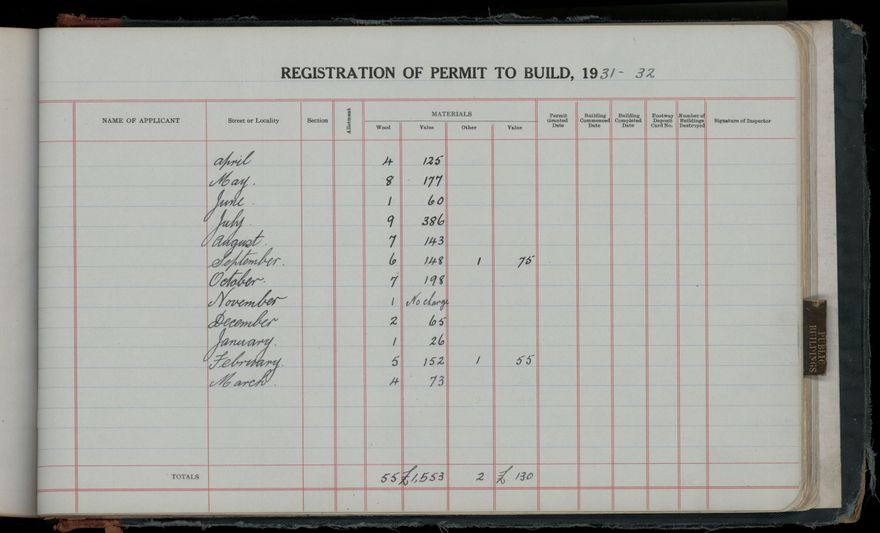 REGISTRATION OF PERMIT TO BUILD, 1931-32
NAME OF APPLICANT Street or Locality Section Allotment MATERIALS Permit Granted Date Building Commenced Date Building Completed Date Footway Deposit Card No. Number of Buildings Destroyed Signature of Inspector
Wood Value Other Value
April 4 125
May. 8 177
June. 1 60
July 9 386
August. 7 143
September. 6 148 1 75
October. 7 198
November 1 No charge
December 2 65
January. 1 26
February. 5 152 1 55
March. 4 73
TOTALS 55 £1,553 2 £ 130
PUBLIC
BUILDINGS